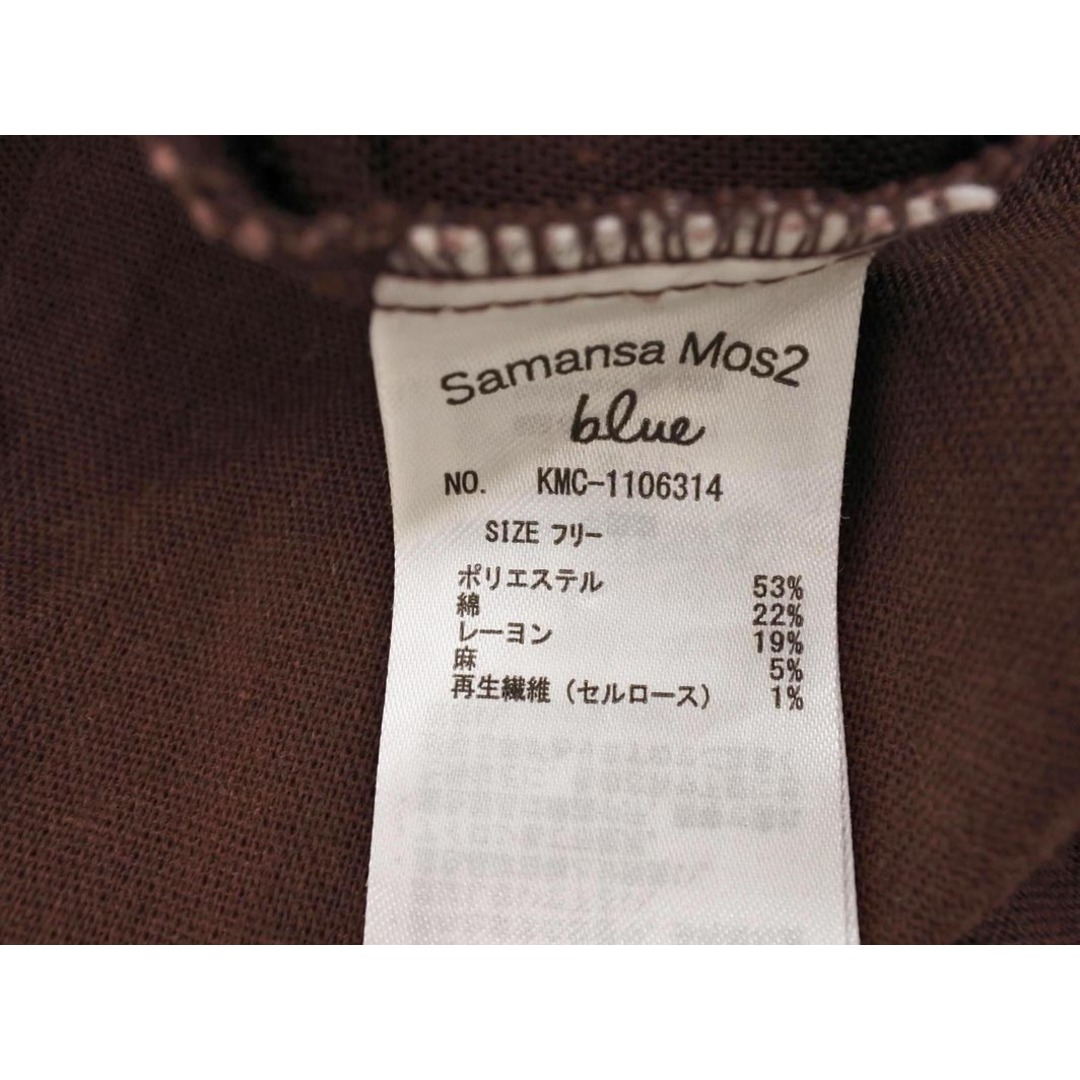 Samansa Mos2
blue
NO. KMC-1106314
SIZE フリー
ポリエステル 53%
綿 22%
レーヨン 19%
麻 5%
再生繊維(セルロース) 1%